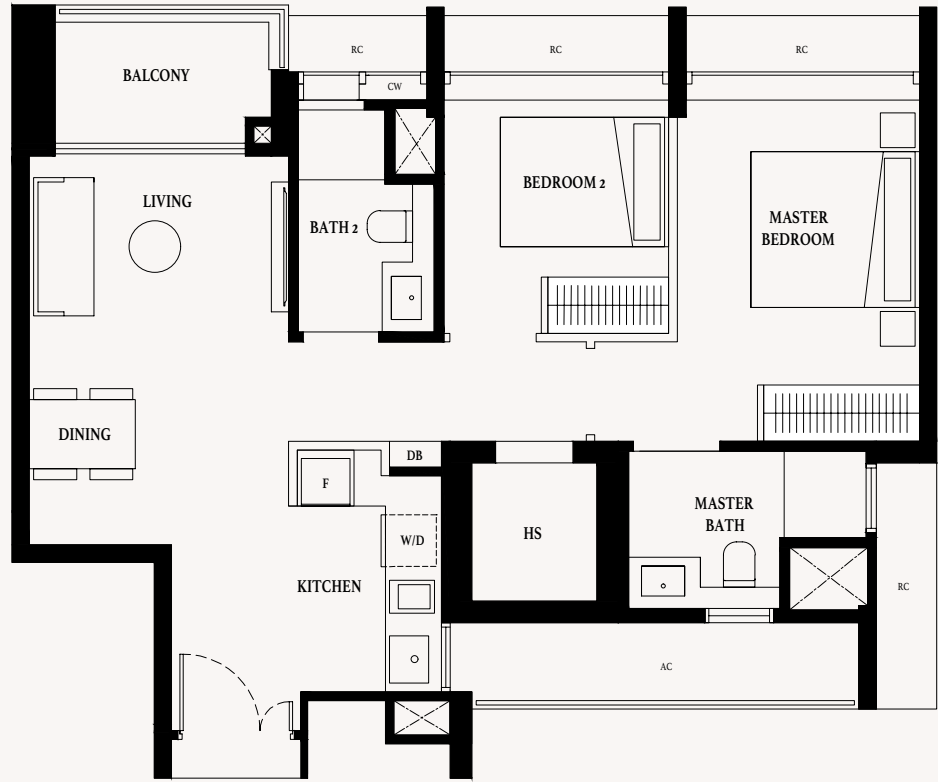 RC
RC
RC
BALCONY
CW
BEDROOM 2
LIVING
MASTER
BEDROOM
BATH 2
DINING
DB
F
MASTER
BATH
HS
W/D
KITCHEN
RC
AC